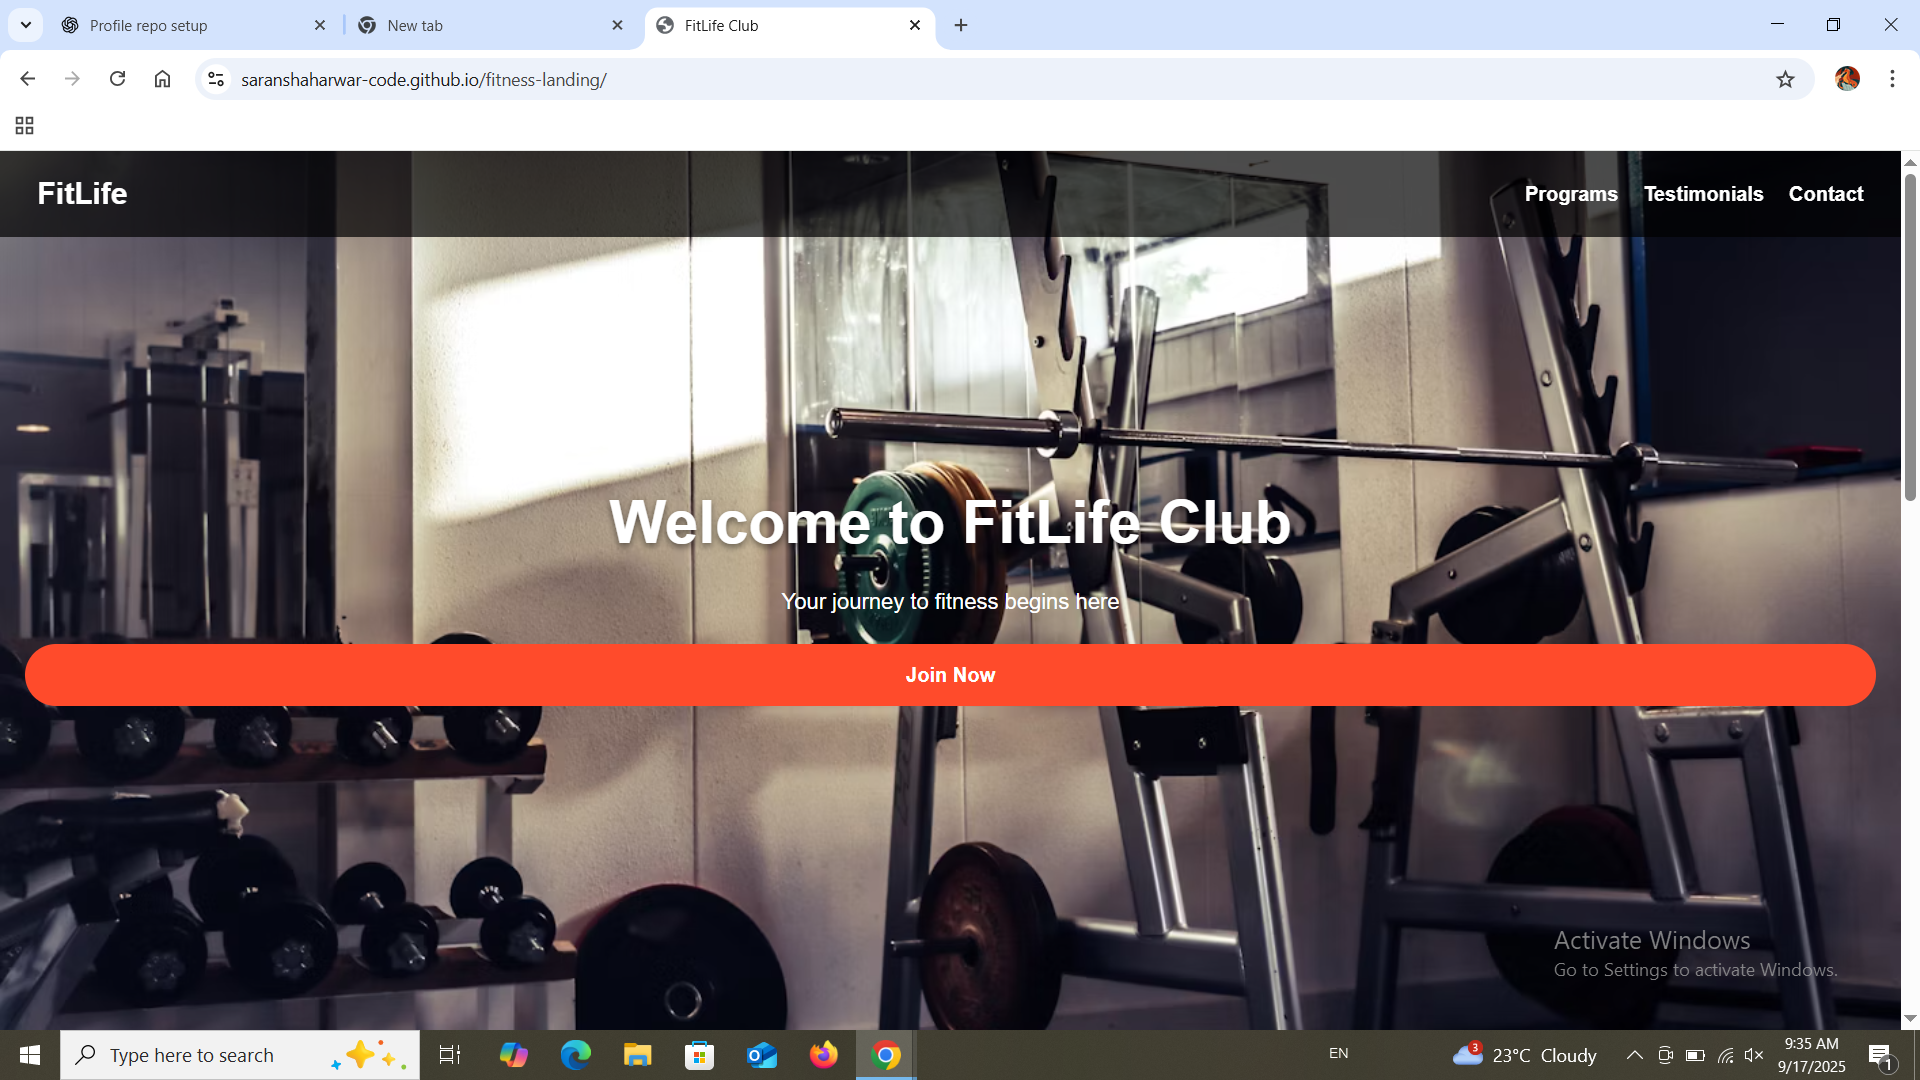 Profile repo setup
New tab
FitLife Club
saranshaharwar-code.github.io/fitness-landing/
FitLife
Programs Testimonials Contact
Welcome to FitLife Club
Your journey to fitness begins here
Join Now
Activate Windows
Go to Settings to activate Windows.
Type here to search
EN
3
23°C Cloudy
9:35 AM
9/17/2025
1